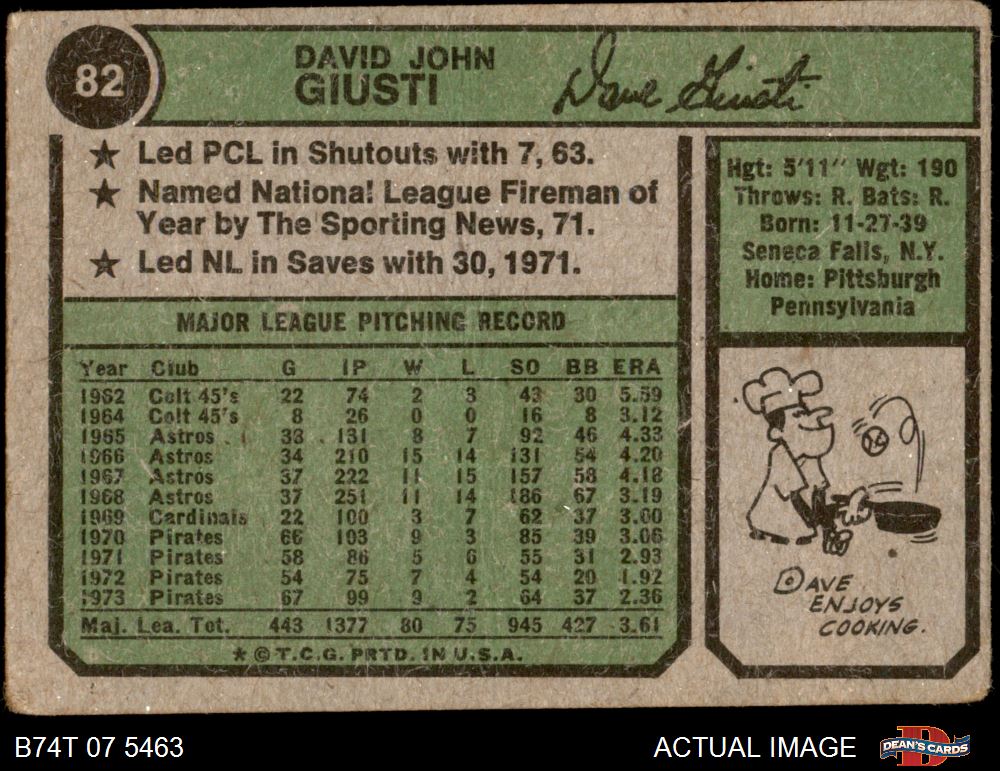 82
DAVID JOHN
GIUSTI
Dave Giusti
★ Led PCL in Shutouts with 7, 63.
★ Named National League Fireman of
Year by The Sporting News, 71.
★ Led NL in Saves with 30, 1971.
Hgt: 5'11" Wgt: 190
Throws: R. Bats: R.
Born: 11-27-39
Seneca Falls, N.Y.
Home: Pittsburgh
Pennsylvania
MAJOR LEAGUE PITCHING RECORD
Year Club G IP W L SO BB ERA
1962 Colt 45's 22 74 2 3 43 30 5.59
1964 Colt 45's 8 26 0 0 16 8 3.12
1965 Astros 33 131 8 7 92 46 4.33
1966 Astros 34 210 15 14 131 54 4.20
1967 Astros 37 222 11 15 157 58 4.18
1968 Astros 37 251 11 14 186 67 3.19
1969 Cardinals 22 100 3 7 62 37 3.60
1970 Pirates 66 103 9 3 85 39 3.06
1971 Pirates 58 86 5 6 55 31 2.93
1972 Pirates 54 75 7 4 54 20 1.92
1973 Pirates 67 99 9 2 64 37 2.36
Maj. Lea. Tot. 443 1377 80 75 945 427 3.61
★ © T.C.G. PRTD. IN U.S.A.
DAVE
ENJOYS
COOKING.
B74T 07 5463
ACTUAL IMAGE
DEAN'S CARDS